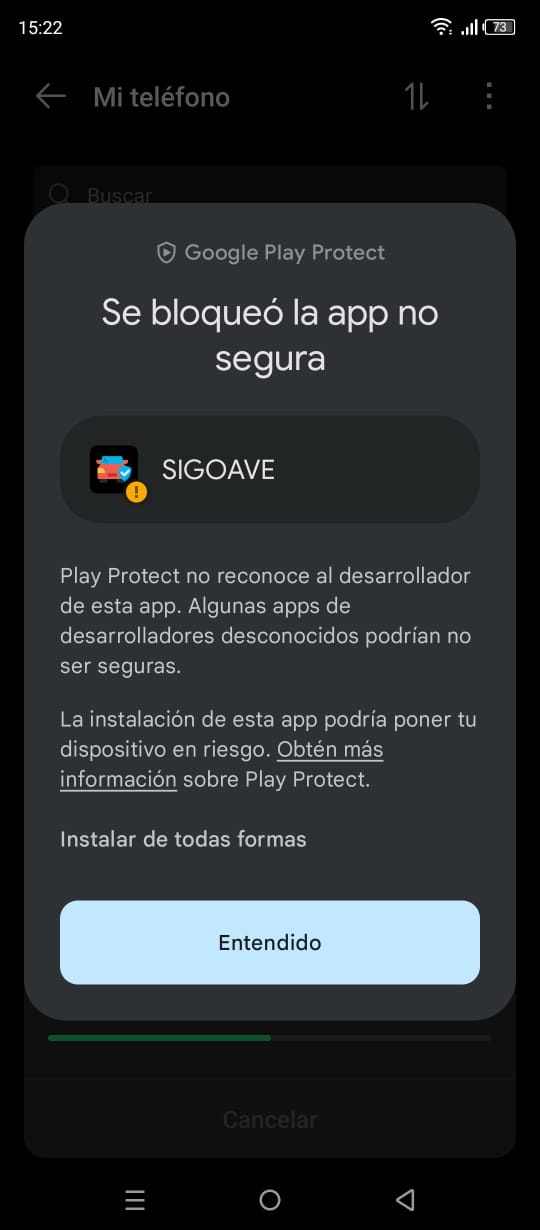 15:22
73
Mi teléfono
Buscar
Google Play Protect
Se bloqueó la app no
segura
SIGOAVE
Play Protect no reconoce al desarrollador
de esta app. Algunas apps de
desarrolladores desconocidos podrían no
ser seguras.
La instalación de esta app podría poner tu
dispositivo en riesgo. Obtén más
información sobre Play Protect.
Instalar de todas formas
Entendido
Cancelar